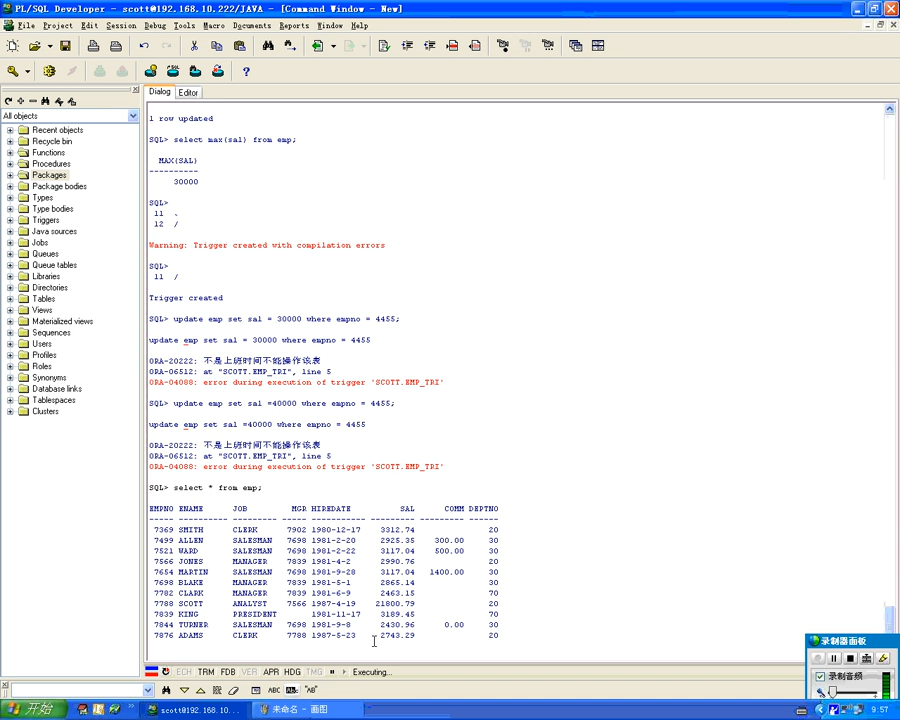 PL/SQL Developer - scott@192.168.10.222/JAVA - [Command Window - New]
File Project Edit Session Debug Tools Macro Documents Reports Window Help
All objects
Recent objects
Recycle bin
Functions
Procedures
Packages
Package bodies
Types
Type bodies
Triggers
Java sources
Jobs
Queues
Queue tables
Libraries
Directories
Tables
Views
Materialized views
Sequences
Users
Profiles
Roles
Synonyms
Database links
Tablespaces
Clusters
Dialog Editor
1 row updated
SQL> select max(sal) from emp;
MAX(SAL)
----------
30000
SQL>
11 、
12 /
Warning: Trigger created with compilation errors
SQL>
11 /
Trigger created
SQL> update emp set sal = 30000 where empno = 4455;
update emp set sal = 30000 where empno = 4455
ORA-20222: 不是上班时间不能操作该表
ORA-06512: at "SCOTT.EMP_TRI", line 5
ORA-04088: error during execution of trigger 'SCOTT.EMP_TRI'
SQL> update emp set sal =40000 where empno = 4455;
update emp set sal =40000 where empno = 4455
ORA-20222: 不是上班时间不能操作该表
ORA-06512: at "SCOTT.EMP_TRI", line 5
ORA-04088: error during execution of trigger 'SCOTT.EMP_TRI'
SQL> select * from emp;
EMPNO ENAME JOB MGR HIREDATE SAL COMM DEPTNO
----- ---------- --------- ----- ----------- --------- --------- ------
7369 SMITH CLERK 7902 1980-12-17 3312.74 20
7499 ALLEN SALESMAN 7698 1981-2-20 2925.35 300.00 30
7521 WARD SALESMAN 7698 1981-2-22 3117.04 500.00 30
7566 JONES MANAGER 7839 1981-4-2 2990.76 20
7654 MARTIN SALESMAN 7698 1981-9-28 3117.04 1400.00 30
7698 BLAKE MANAGER 7839 1981-5-1 2865.14 30
7782 CLARK MANAGER 7839 1981-6-9 2463.15 70
7788 SCOTT ANALYST 7566 1987-4-19 21800.79 20
7839 KING PRESIDENT 1981-11-17 3189.45 70
7844 TURNER SALESMAN 7698 1981-9-8 2430.96 0.00 30
7876 ADAMS CLERK 7788 1987-5-23 2743.29 20
ECH TRM FDB VER APR HDG TMG Executing...
ABC "AB"
录制器面板
录制音频
开始 scott@192.168.10.... 未命名 - 画图 9:57